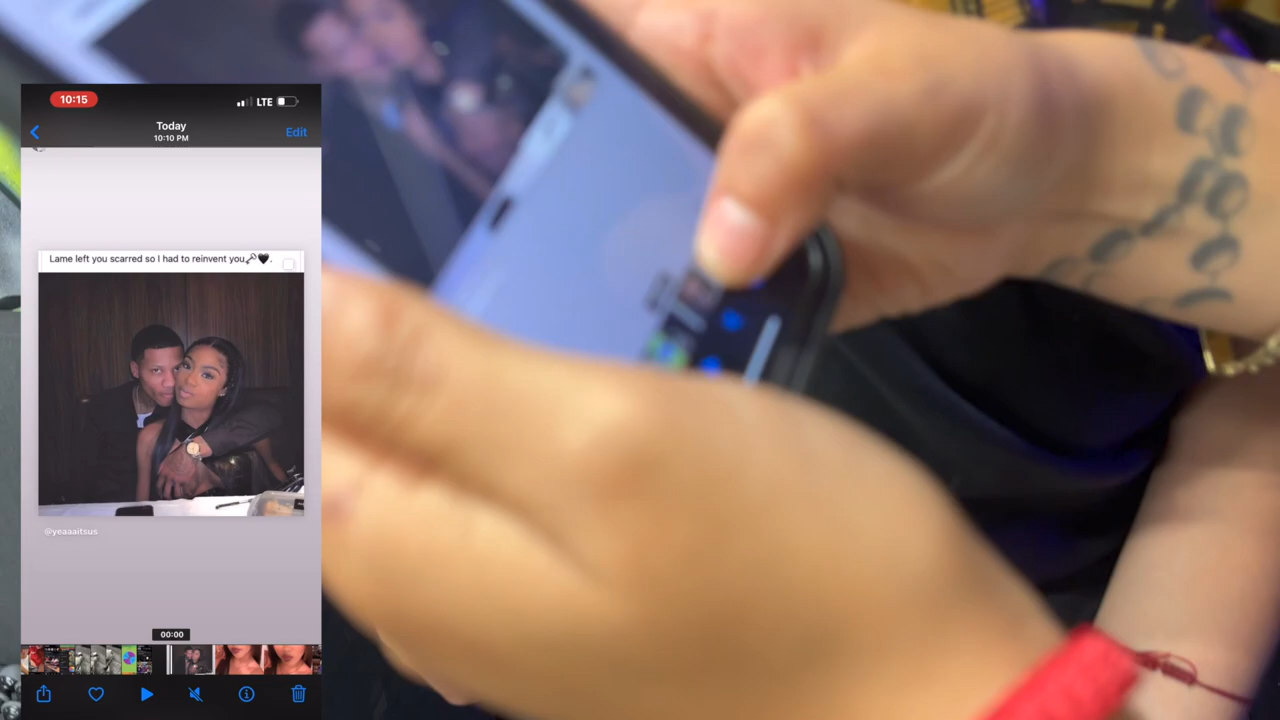 10:15
LTE
Today
10:10 PM
Edit
Lame left you scarred so I had to reinvent you🗝️🖤.
@yeaaaitsus
00:00